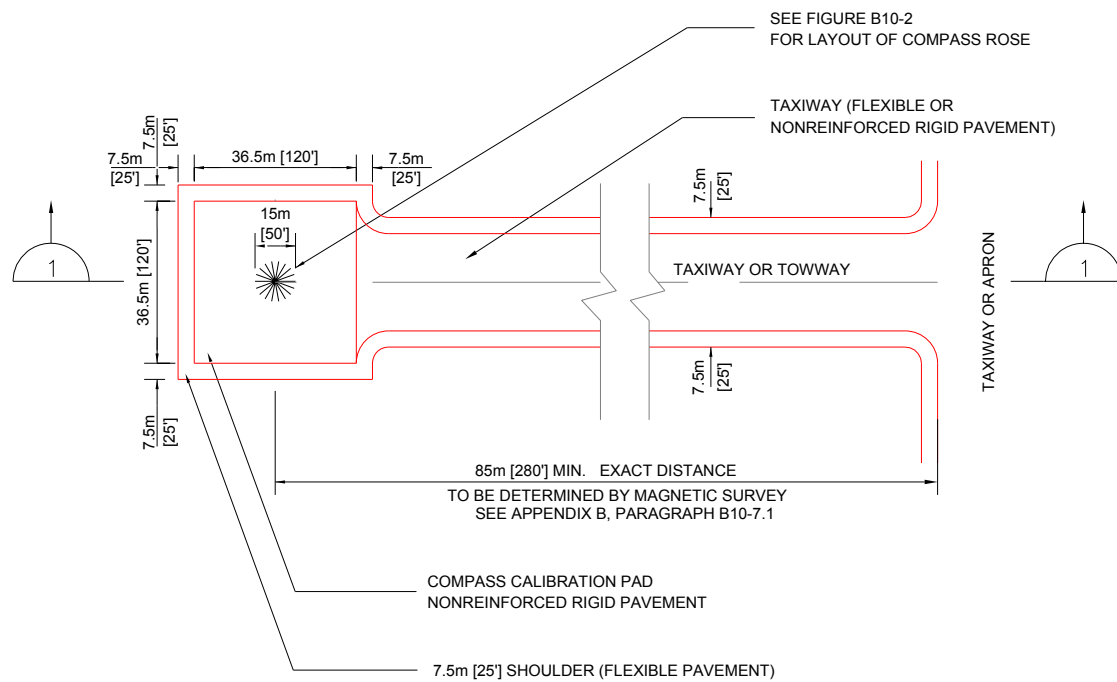 SEE FIGURE B10-2
FOR LAYOUT OF COMPASS ROSE
TAXIWAY (FLEXIBLE OR
NONREINFORCED RIGID PAVEMENT)
7.5m
[25']
7.5m
[25']
36.5m [120']
7.5m
[25']
15m
[50']
7.5m
[25']
1
36.5m [120']
TAXIWAY OR TOWWAY
1
TAXIWAY OR APRON
7.5m
[25']
7.5m
[25']
85m [280'] MIN. EXACT DISTANCE
TO BE DETERMINED BY MAGNETIC SURVEY
SEE APPENDIX B, PARAGRAPH B10-7.1
COMPASS CALIBRATION PAD
NONREINFORCED RIGID PAVEMENT
7.5m [25'] SHOULDER (FLEXIBLE PAVEMENT)